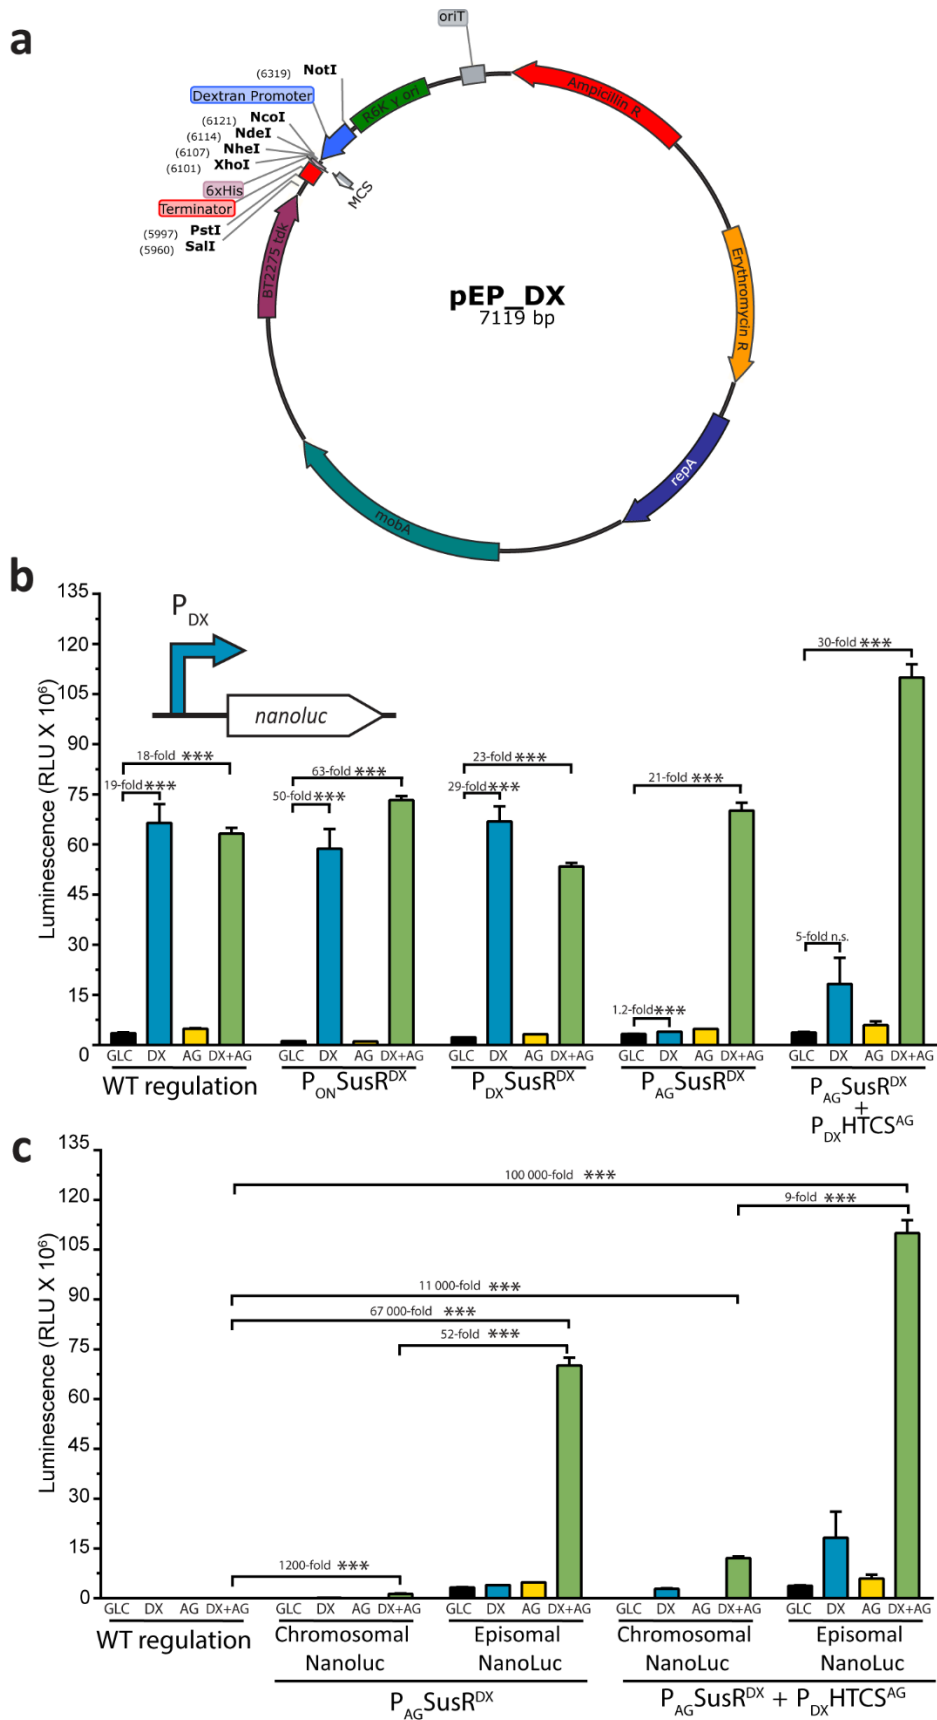 a
oriT
(6319) NotI
Dextran Promoter
R6K γ ori
Ampicillin R
(6121) NcoI
(6114) NdeI
(6107) NheI
(6101) XhoI
6xHis
MCS
Terminator
(5997) PstI
(5960) SalI
BT2275 tdk
Erythromycin R
pEP_DX
7119 bp
repA
mobA
b
Luminescence (RLU X 10⁶)
135
120
105
90
75
60
45
30
15
0
P DX
nanoluc
18-fold ***
19-fold ***
63-fold ***
50-fold ***
23-fold ***
29-fold ***
21-fold ***
1.2-fold ***
30-fold ***
5-fold n.s.
GLC DX AG DX+AG GLC DX AG DX+AG GLC DX AG DX+AG GLC DX AG DX+AG GLC DX AG DX+AG
WT regulation P_ON SusR^DX P_DX SusR^DX P_AG SusR^DX P_AG SusR^DX
+
P_DX HTCS^AG
c
Luminescence (RLU X 10⁶)
135
120
105
90
75
60
45
30
15
0
100 000-fold ***
9-fold ***
11 000-fold ***
67 000-fold ***
52-fold ***
1200-fold ***
GLC DX AG DX+AG GLC DX AG DX+AG GLC DX AG DX+AG GLC DX AG DX+AG GLC DX AG DX+AG
WT regulation Chromosomal Episomal Chromosomal Episomal
Nanoluc NanoLuc NanoLuc NanoLuc
P_AG SusR^DX P_AG SusR^DX + P_DX HTCS^AG